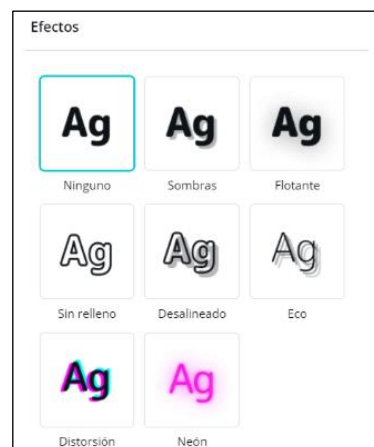 Efectos
Ag Ag Ag
Ninguno Sombras Flotante
Ag Ag Ag
Sin relleno Desalineado Eco
Ag Ag
Distorsión Neón